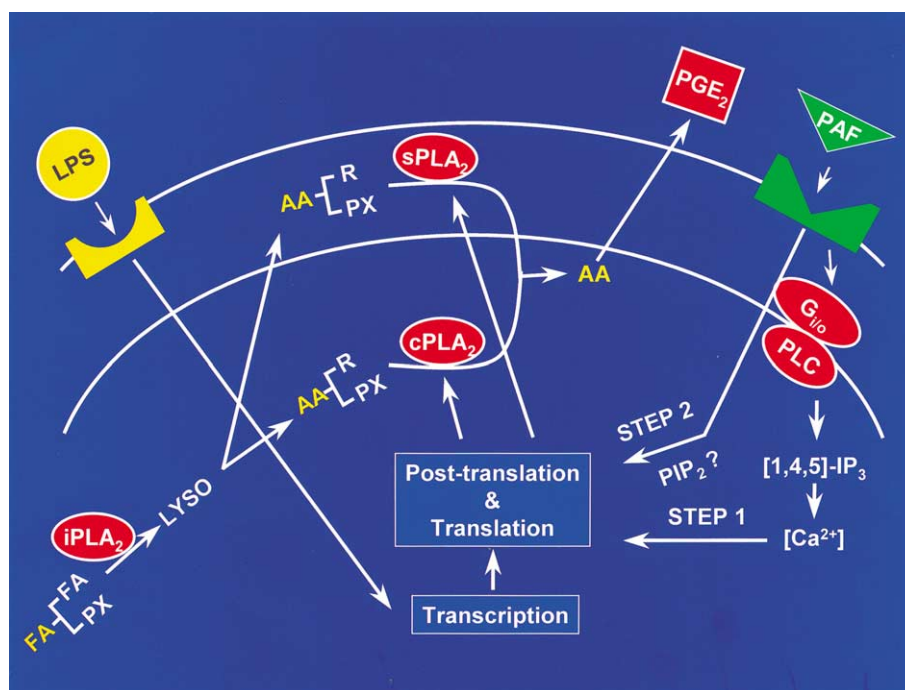 LPS
PGE2
PAF
sPLA2
AA R
PX
AA
cPLA2
AA R
PX
Gi/o
PLC
STEP 2
PIP2 ?
[1,4,5]-IP3
STEP 1
[Ca2+]
Post-translation
&
Translation
Transcription
LYSO
iPLA2
FA FA
PX